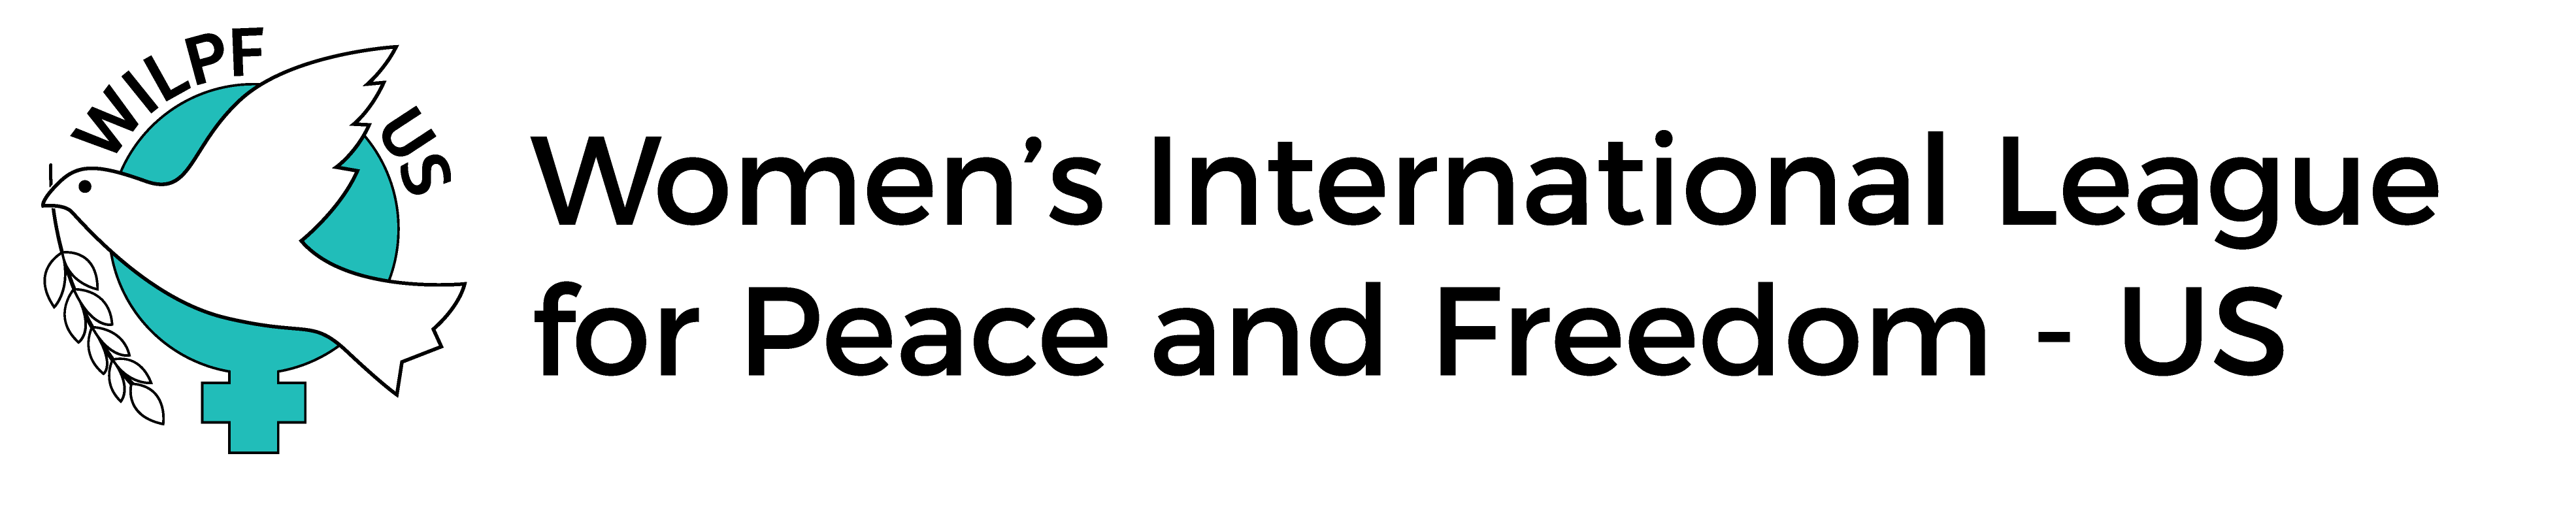 WILPF US
Women’s International League
for Peace and Freedom - US